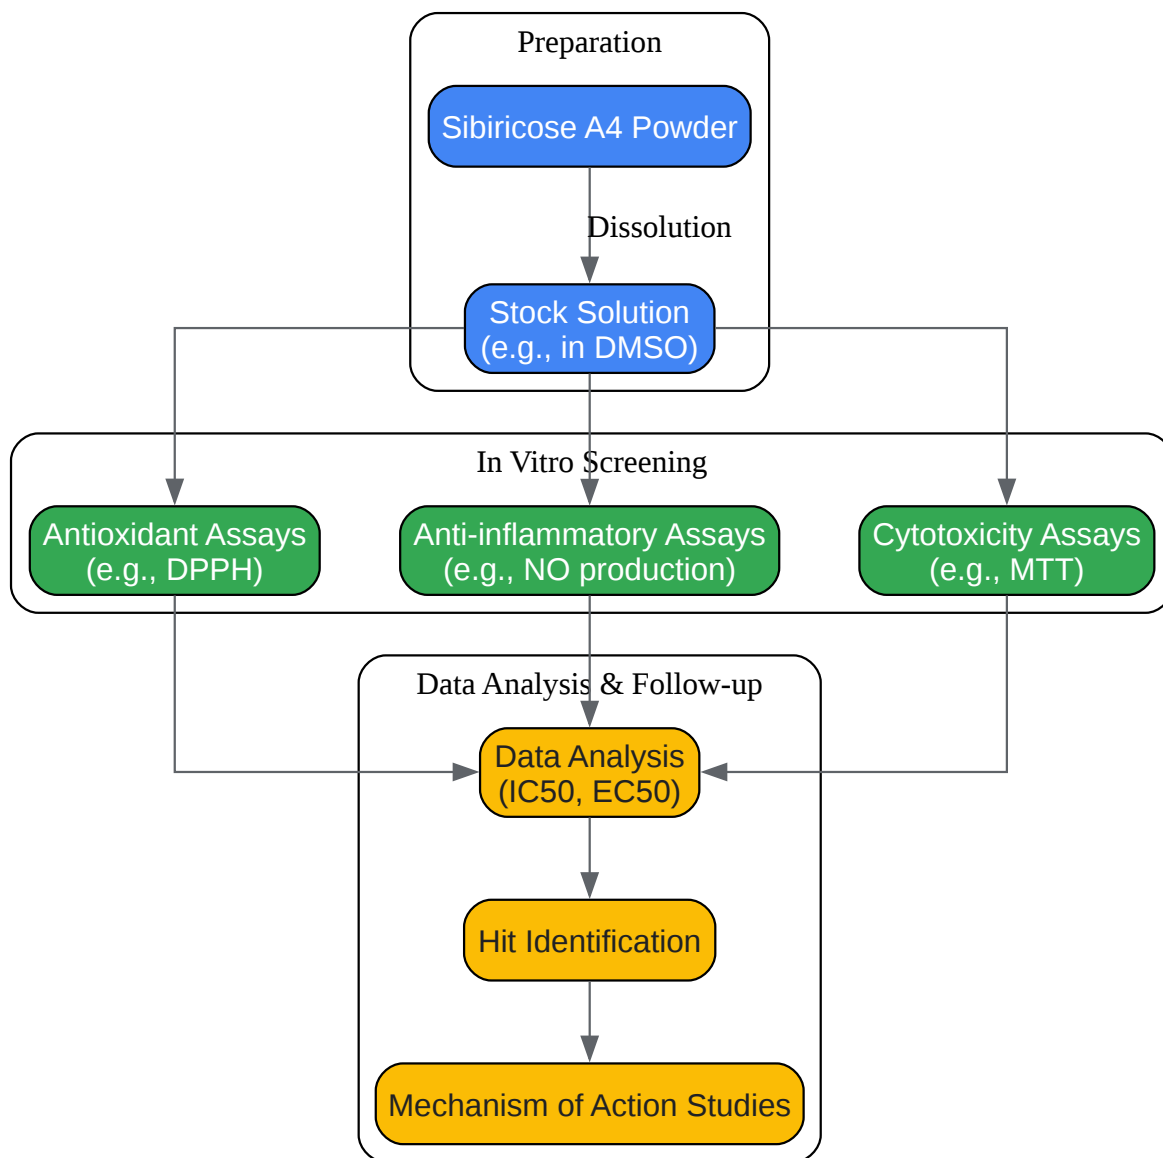 Preparation
Sibiricose A4 Powder
Dissolution
Stock Solution
(e.g., in DMSO)
In Vitro Screening
Antioxidant Assays
(e.g., DPPH)
Anti-inflammatory Assays
(e.g., NO production)
Cytotoxicity Assays
(e.g., MTT)
Data Analysis & Follow-up
Data Analysis
(IC50, EC50)
Hit Identification
Mechanism of Action Studies